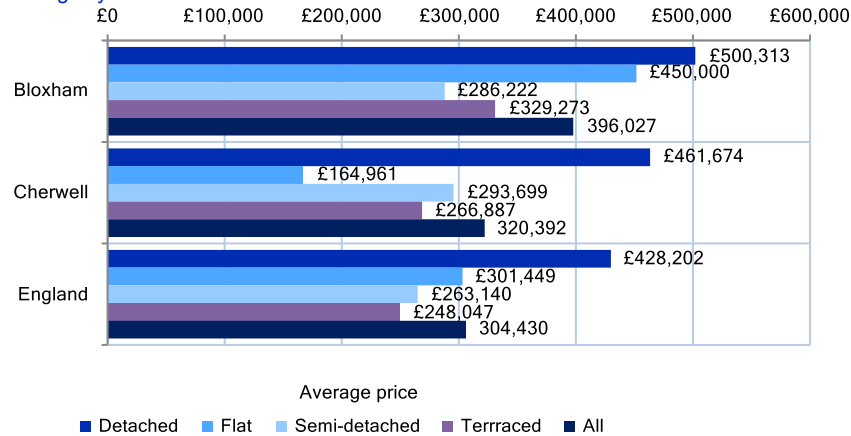 £0 £100,000 £200,000 £300,000 £400,000 £500,000 £600,000
£500,313
£450,000
Bloxham £286,222
£329,273
396,027
£461,674
£164,961
Cherwell £293,699
£266,887
320,392
£428,202
£301,449
England £263,140
£248,047
304,430
Average price
Detached Flat Semi-detached Terrraced All